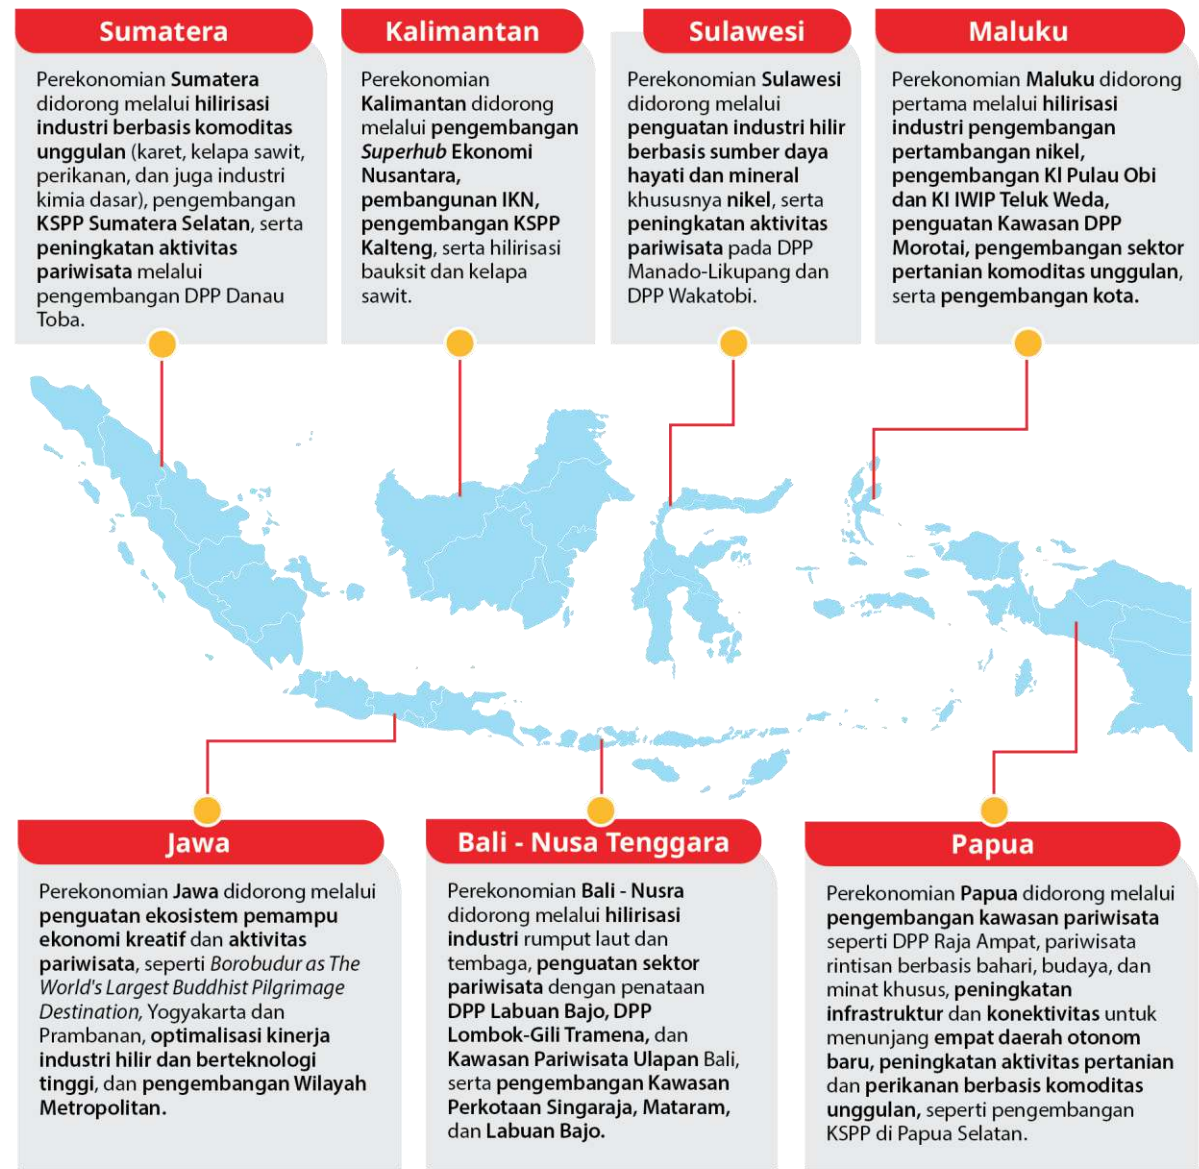 Sumatera
Perekonomian Sumatera
didorong melalui hilirisasi
industri berbasis komoditas
unggulan (karet, kelapa sawit,
perikanan, dan juga industri
kimia dasar), pengembangan
KSPP Sumatera Selatan, serta
peningkatan aktivitas
pariwisata melalui
pengembangan DPP Danau
Toba.
Kalimantan
Perekonomian
Kalimantan didorong
melalui pengembangan
Superhub Ekonomi
Nusantara,
pembangunan IKN,
pengembangan KSPP
Kalteng, serta hilirisasi
bauksit dan kelapa
sawit.
Sulawesi
Perekonomian Sulawesi
didorong melalui
penguatan industri hilir
berbasis sumber daya
hayati dan mineral
khususnya nikel, serta
peningkatan aktivitas
pariwisata pada DPP
Manado-Likupang dan
DPP Wakatobi.
Maluku
Perekonomian Maluku didorong
pertama melalui hilirisasi
industri pengembangan
pertambangan nikel,
pengembangan KI Pulau Obi
dan KI IWIP Teluk Weda,
penguatan Kawasan DPP
Morotai, pengembangan sektor
pertanian komoditas unggulan,
serta pengembangan kota.
Jawa
Perekonomian Jawa didorong melalui
penguatan ekosistem pemampu
ekonomi kreatif dan aktivitas
pariwisata, seperti Borobudur as The
World's Largest Buddhist Pilgrimage
Destination, Yogyakarta dan
Prambanan, optimalisasi kinerja
industri hilir dan berteknologi
tinggi, dan pengembangan Wilayah
Metropolitan.
Bali - Nusa Tenggara
Perekonomian Bali - Nusra
didorong melalui hilirisasi
industri rumput laut dan
tembaga, penguatan sektor
pariwisata dengan penataan
DPP Labuan Bajo, DPP
Lombok-Gili Tramena, dan
Kawasan Pariwisata Ulapan Bali,
serta pengembangan Kawasan
Perkotaan Singaraja, Mataram,
dan Labuan Bajo.
Papua
Perekonomian Papua didorong melalui
pengembangan kawasan pariwisata
seperti DPP Raja Ampat, pariwisata
rintisan berbasis bahari, budaya, dan
minat khusus, peningkatan
infrastruktur dan konektivitas untuk
menunjang empat daerah otonom
baru, peningkatan aktivitas pertanian
dan perikanan berbasis komoditas
unggulan, seperti pengembangan
KSPP di Papua Selatan.